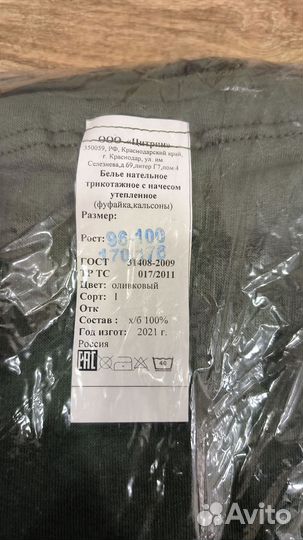 ООО «Цитрин»
350059, РФ, Краснодарский край,
г. Краснодар, ул. им
Селезнева,д 69,литер Г7,пом.4
Белье нательное
трикотажное с начесом
утепленное
(фуфайка,кальсоны)
Размер:
96-100
Рост:
170-176
ГОСТ 31408-2009
ТР ТС 017/2011
Цвет: оливковый
Сорт: 1
Отк
Состав : х/б 100%
Год изгот: 2021 г.
Россия
EAC 40
Avito